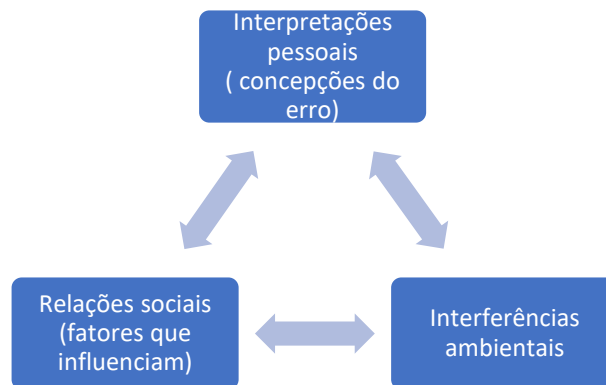 Interpretações
pessoais
( concepções do
erro)
Relações sociais
(fatores que
influenciam)
Interferências
ambientais